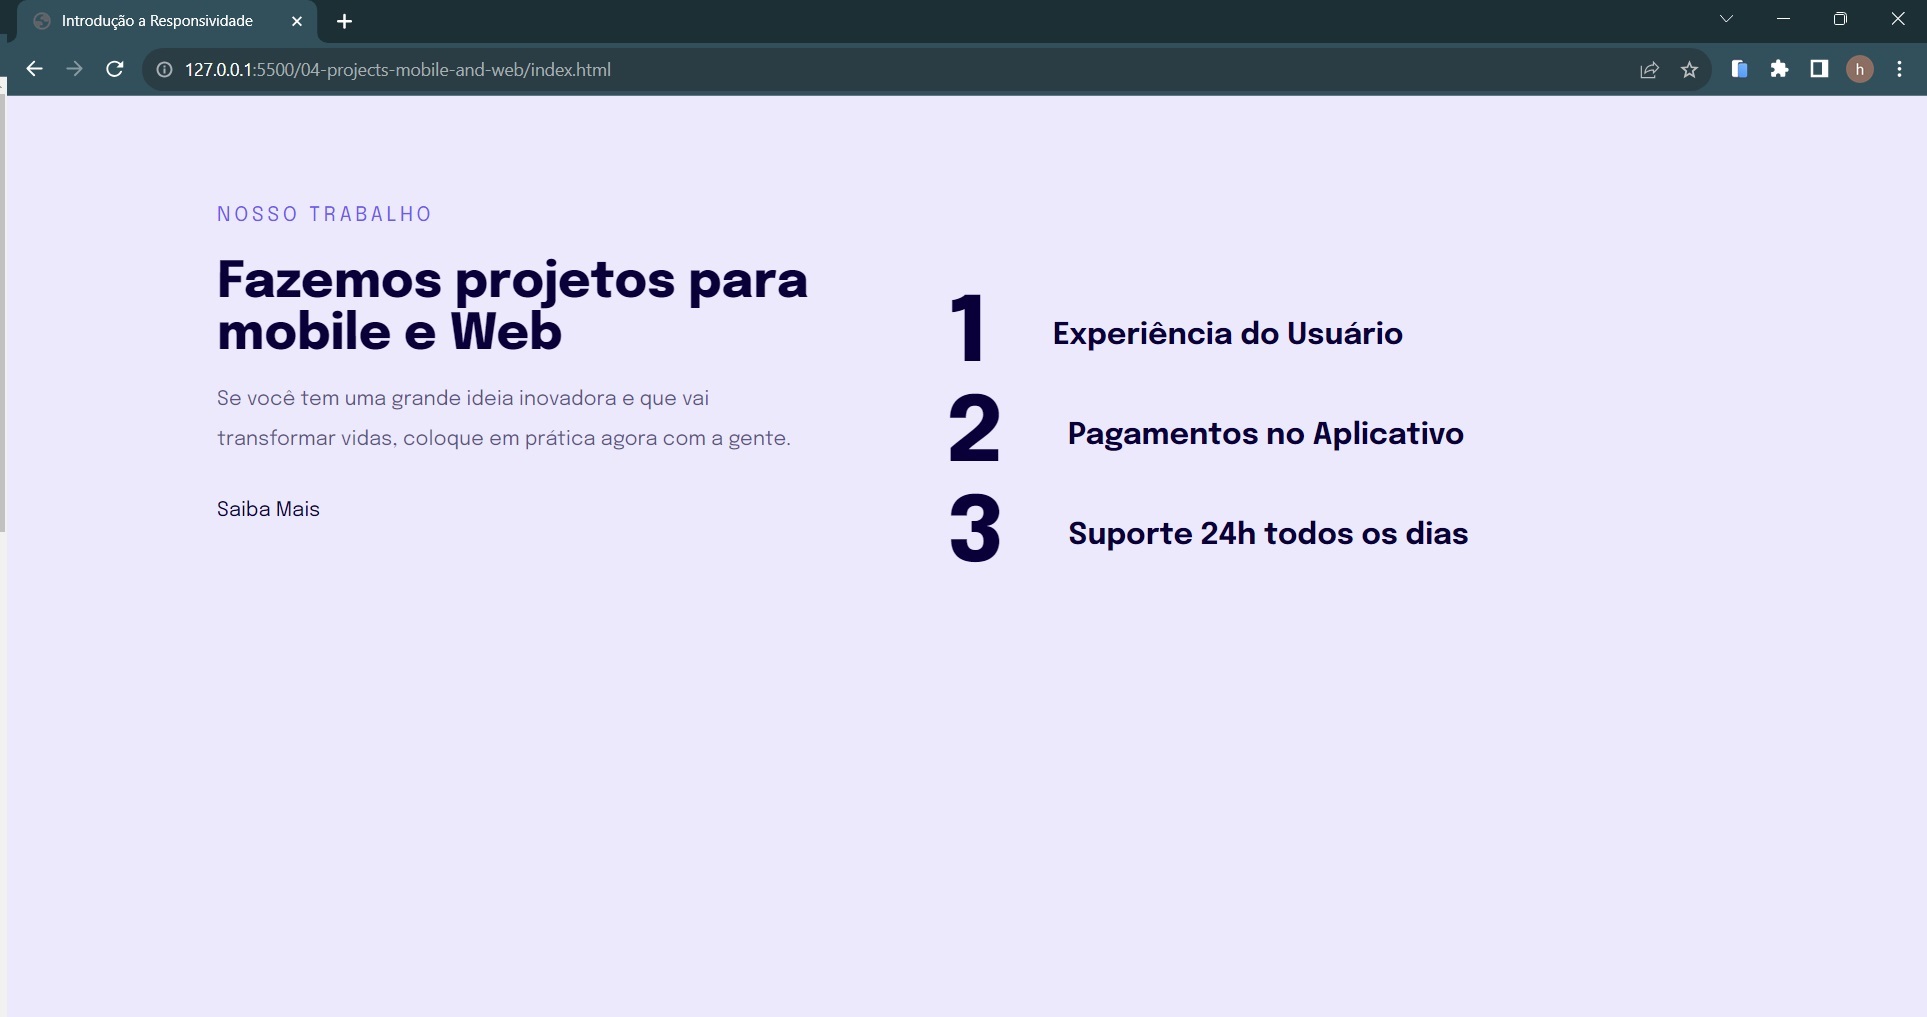 Introdução a Responsividade
127.0.0.1:5500/04-projects-mobile-and-web/index.html
h
NOSSO TRABALHO
Fazemos projetos para
mobile e Web
Se você tem uma grande ideia inovadora e que vai
transformar vidas, coloque em prática agora com a gente.
Saiba Mais
1 Experiência do Usuário
2 Pagamentos no Aplicativo
3 Suporte 24h todos os dias